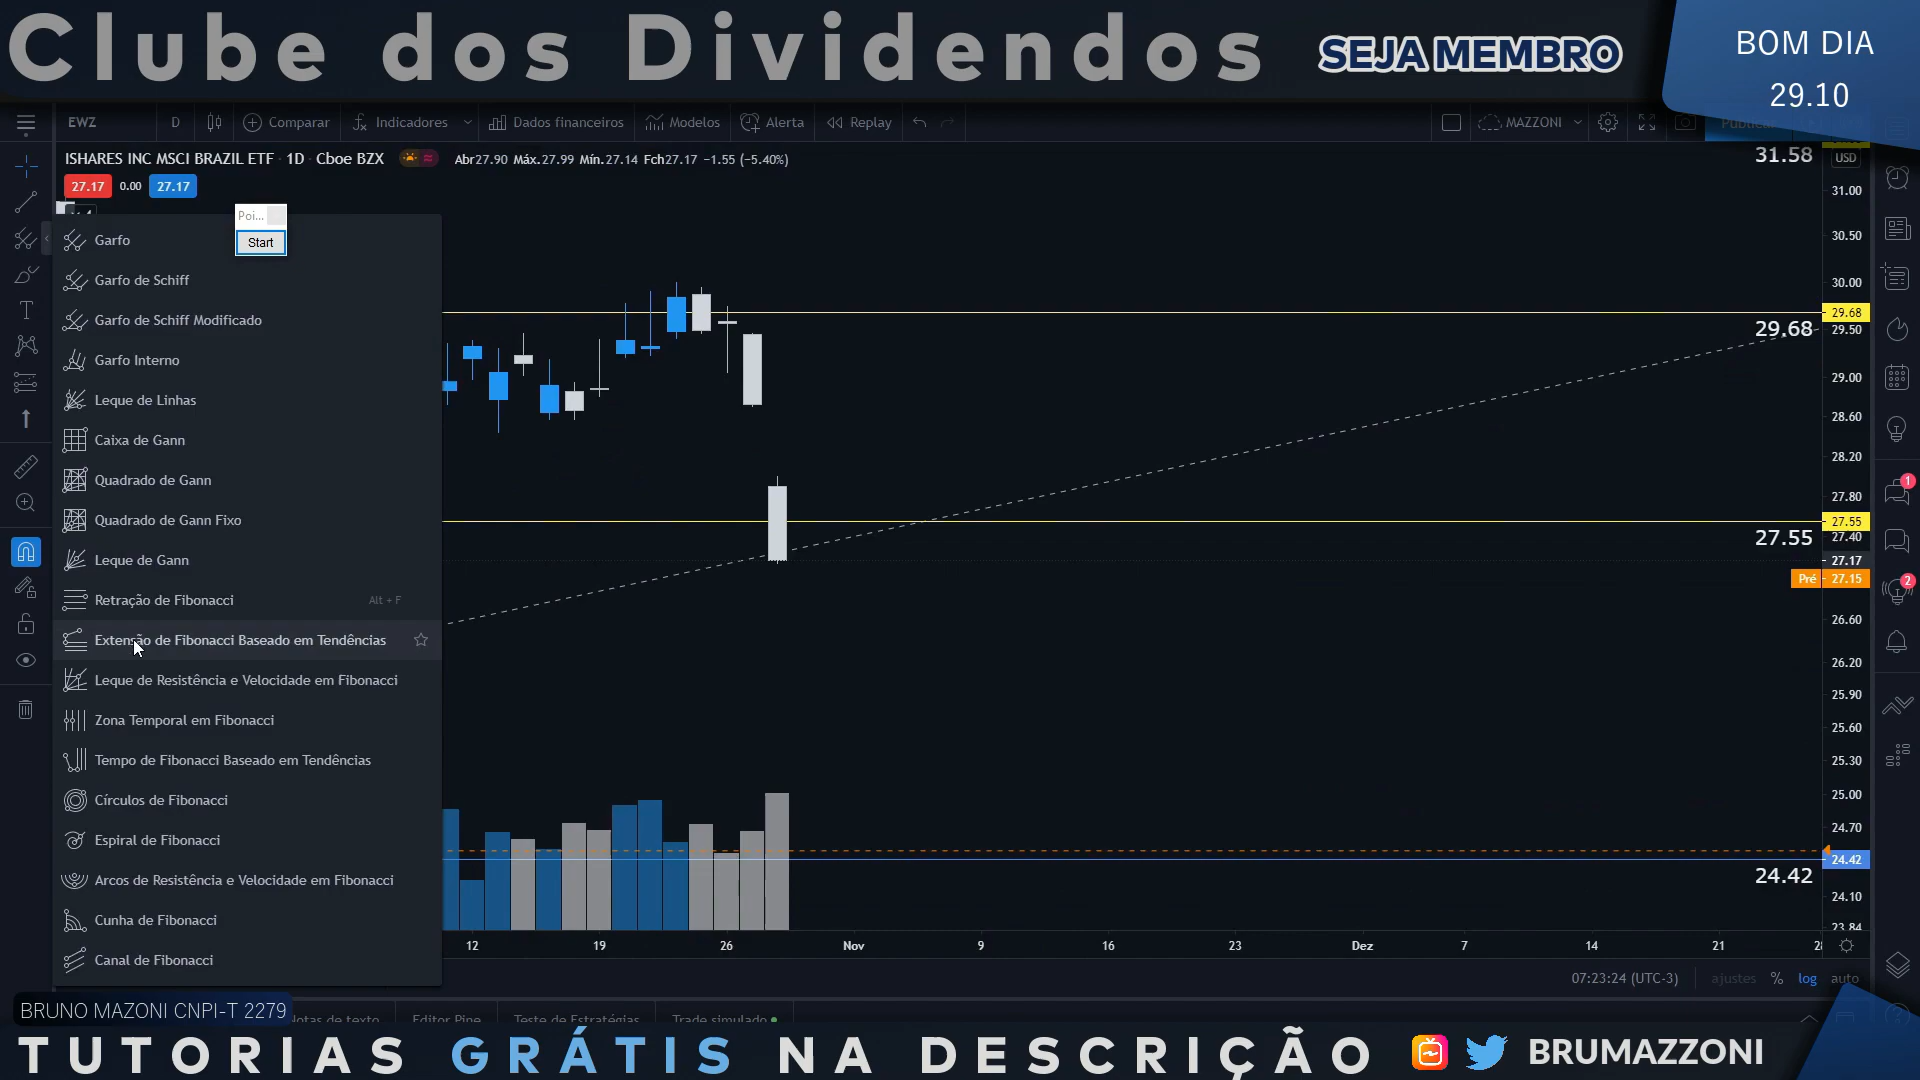 Clube dos Dividendos
SEJA MEMBRO
BOM DIA
29.10
EWZ
D
Comparar
Indicadores
Dados financeiros
Modelos
Alerta
Replay
MAZZONI
ISHARES INC MSCI BRAZIL ETF · 1D · Cboe BZX
Abr27.90 Máx.27.99 Mín.27.14 Fch27.17 −1.55 (−5.40%)
31.58
USD
27.17
0.00
27.17
Poi...
Start
Garfo
Garfo de Schiff
Garfo de Schiff Modificado
Garfo Interno
Leque de Linhas
Caixa de Gann
Quadrado de Gann
Quadrado de Gann Fixo
Leque de Gann
Retração de Fibonacci
Alt + F
Extensão de Fibonacci Baseado em Tendências
Leque de Resistência e Velocidade em Fibonacci
Zona Temporal em Fibonacci
Tempo de Fibonacci Baseado em Tendências
Círculos de Fibonacci
Espiral de Fibonacci
Arcos de Resistência e Velocidade em Fibonacci
Cunha de Fibonacci
Canal de Fibonacci
31.00
30.50
30.00
29.68
29.68
29.50
29.00
28.60
28.20
27.80
27.55
27.55
27.40
27.17
Pré 27.15
26.60
26.20
25.90
25.60
25.30
25.00
24.70
24.42
24.42
24.10
23.84
1
2
12
19
26
Nov
9
16
23
Dez
7
14
21
07:23:24 (UTC-3)
ajustes
%
log
auto
BRUNO MAZONI CNPI-T 2279
Editor Pine
Teste de Estratégias
Trade simulado
TUTORIAS GRÁTIS NA DESCRIÇÃO
BRUMAZZONI